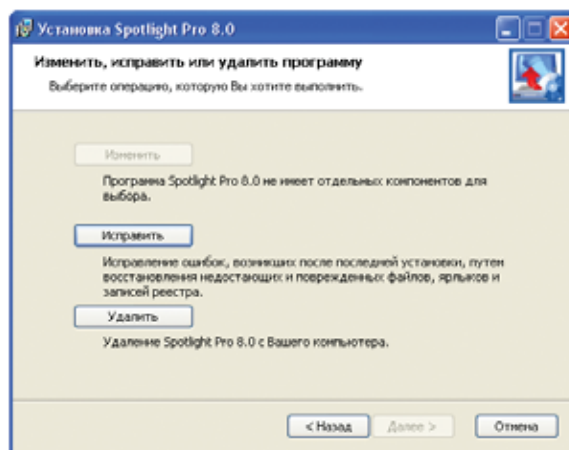 Установка Spotlight Pro 8.0
Изменить, исправить или удалить программу
Выберите операцию, которую Вы хотите выполнить.
Изменить
Программа Spotlight Pro 8.0 не имеет отдельных компонентов для
выбора.
Исправить
Исправление ошибок, возникших после последней установки, путем
восстановления недостающих и поврежденных файлов, ярлыков и
записей реестра.
Удалить
Удаление Spotlight Pro 8.0 с Вашего компьютера.
< Назад Далее > Отмена